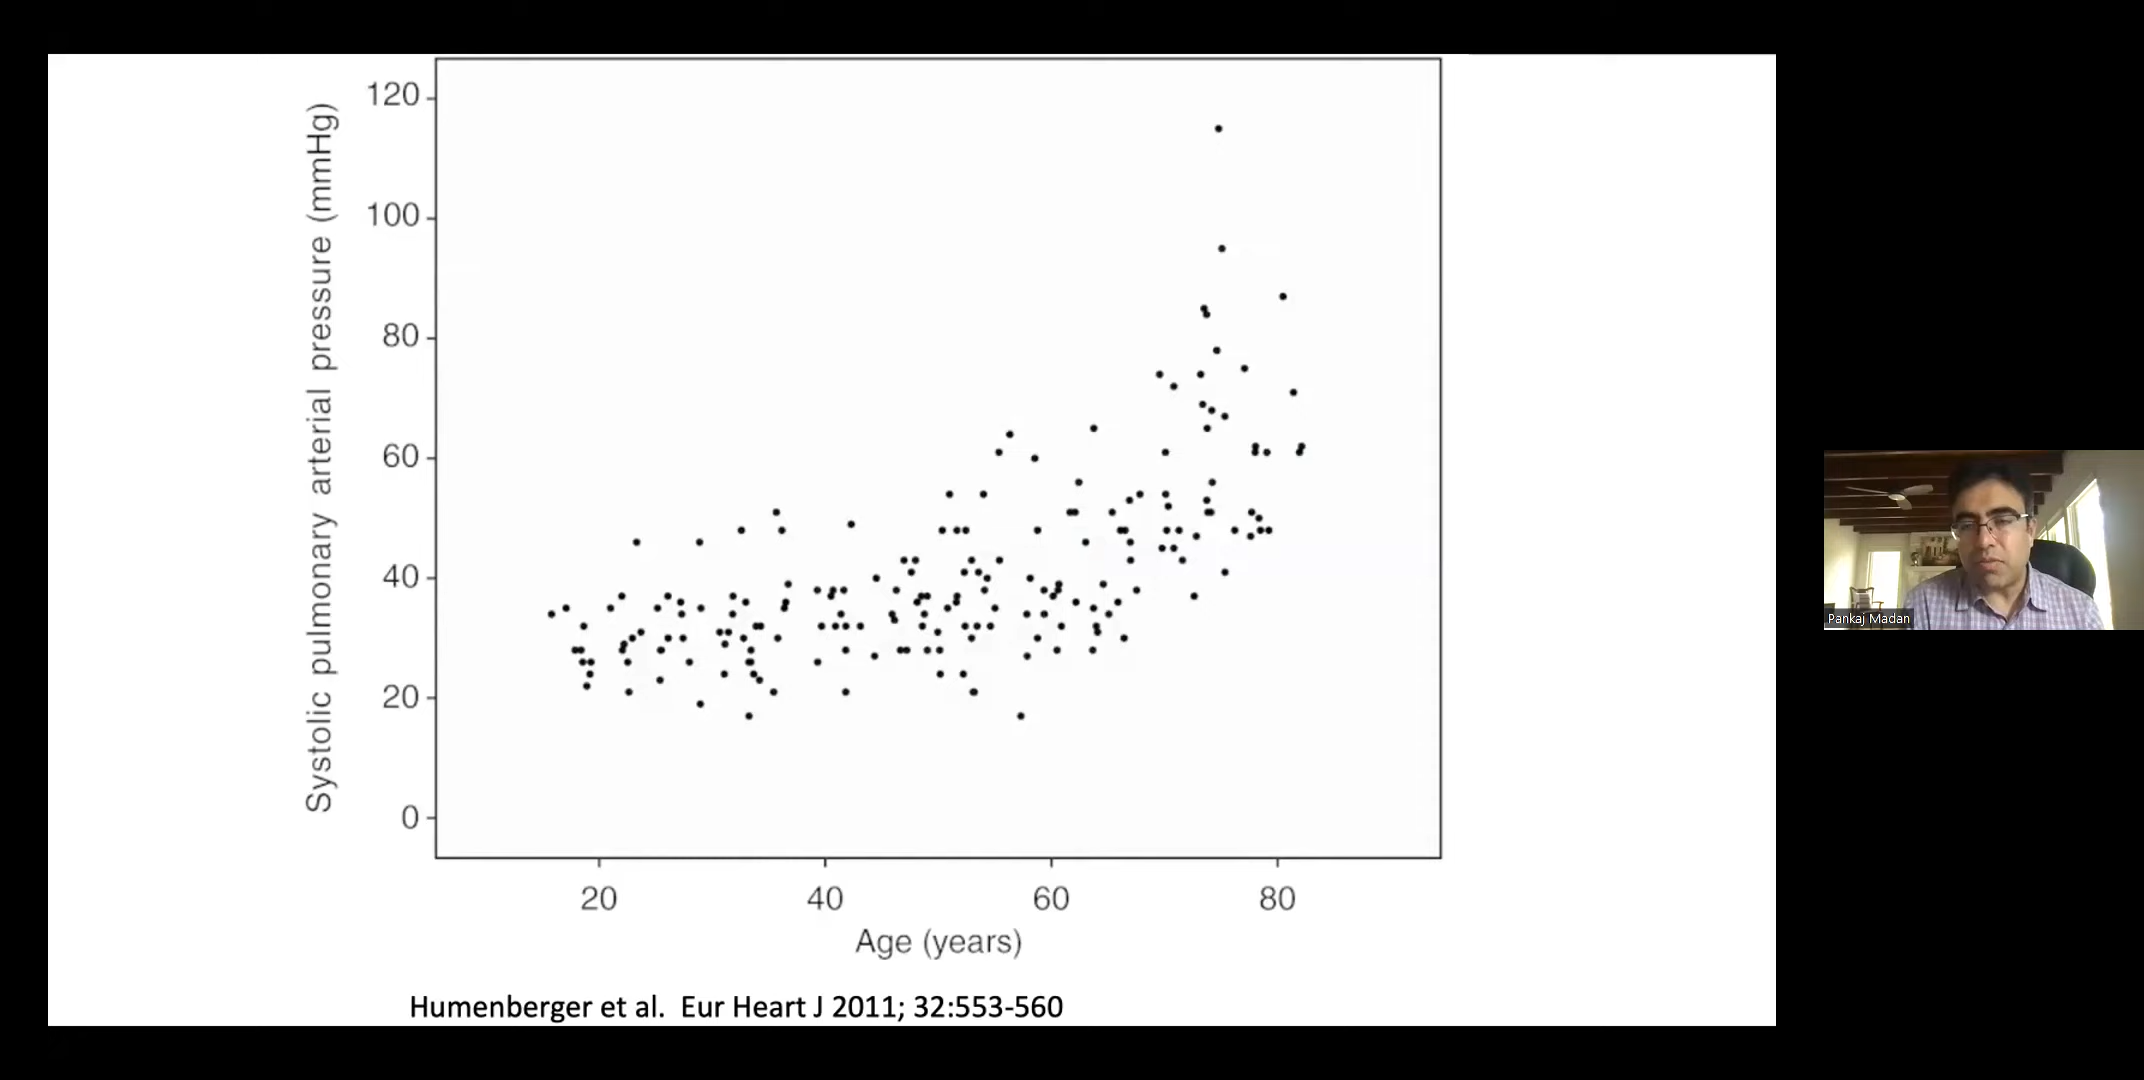 Systolic pulmonary arterial pressure (mmHg)
120
100
80
60
40
20
0
20 40 60 80
Age (years)
Humenberger et al. Eur Heart J 2011; 32:553-560
Pankaj Madan